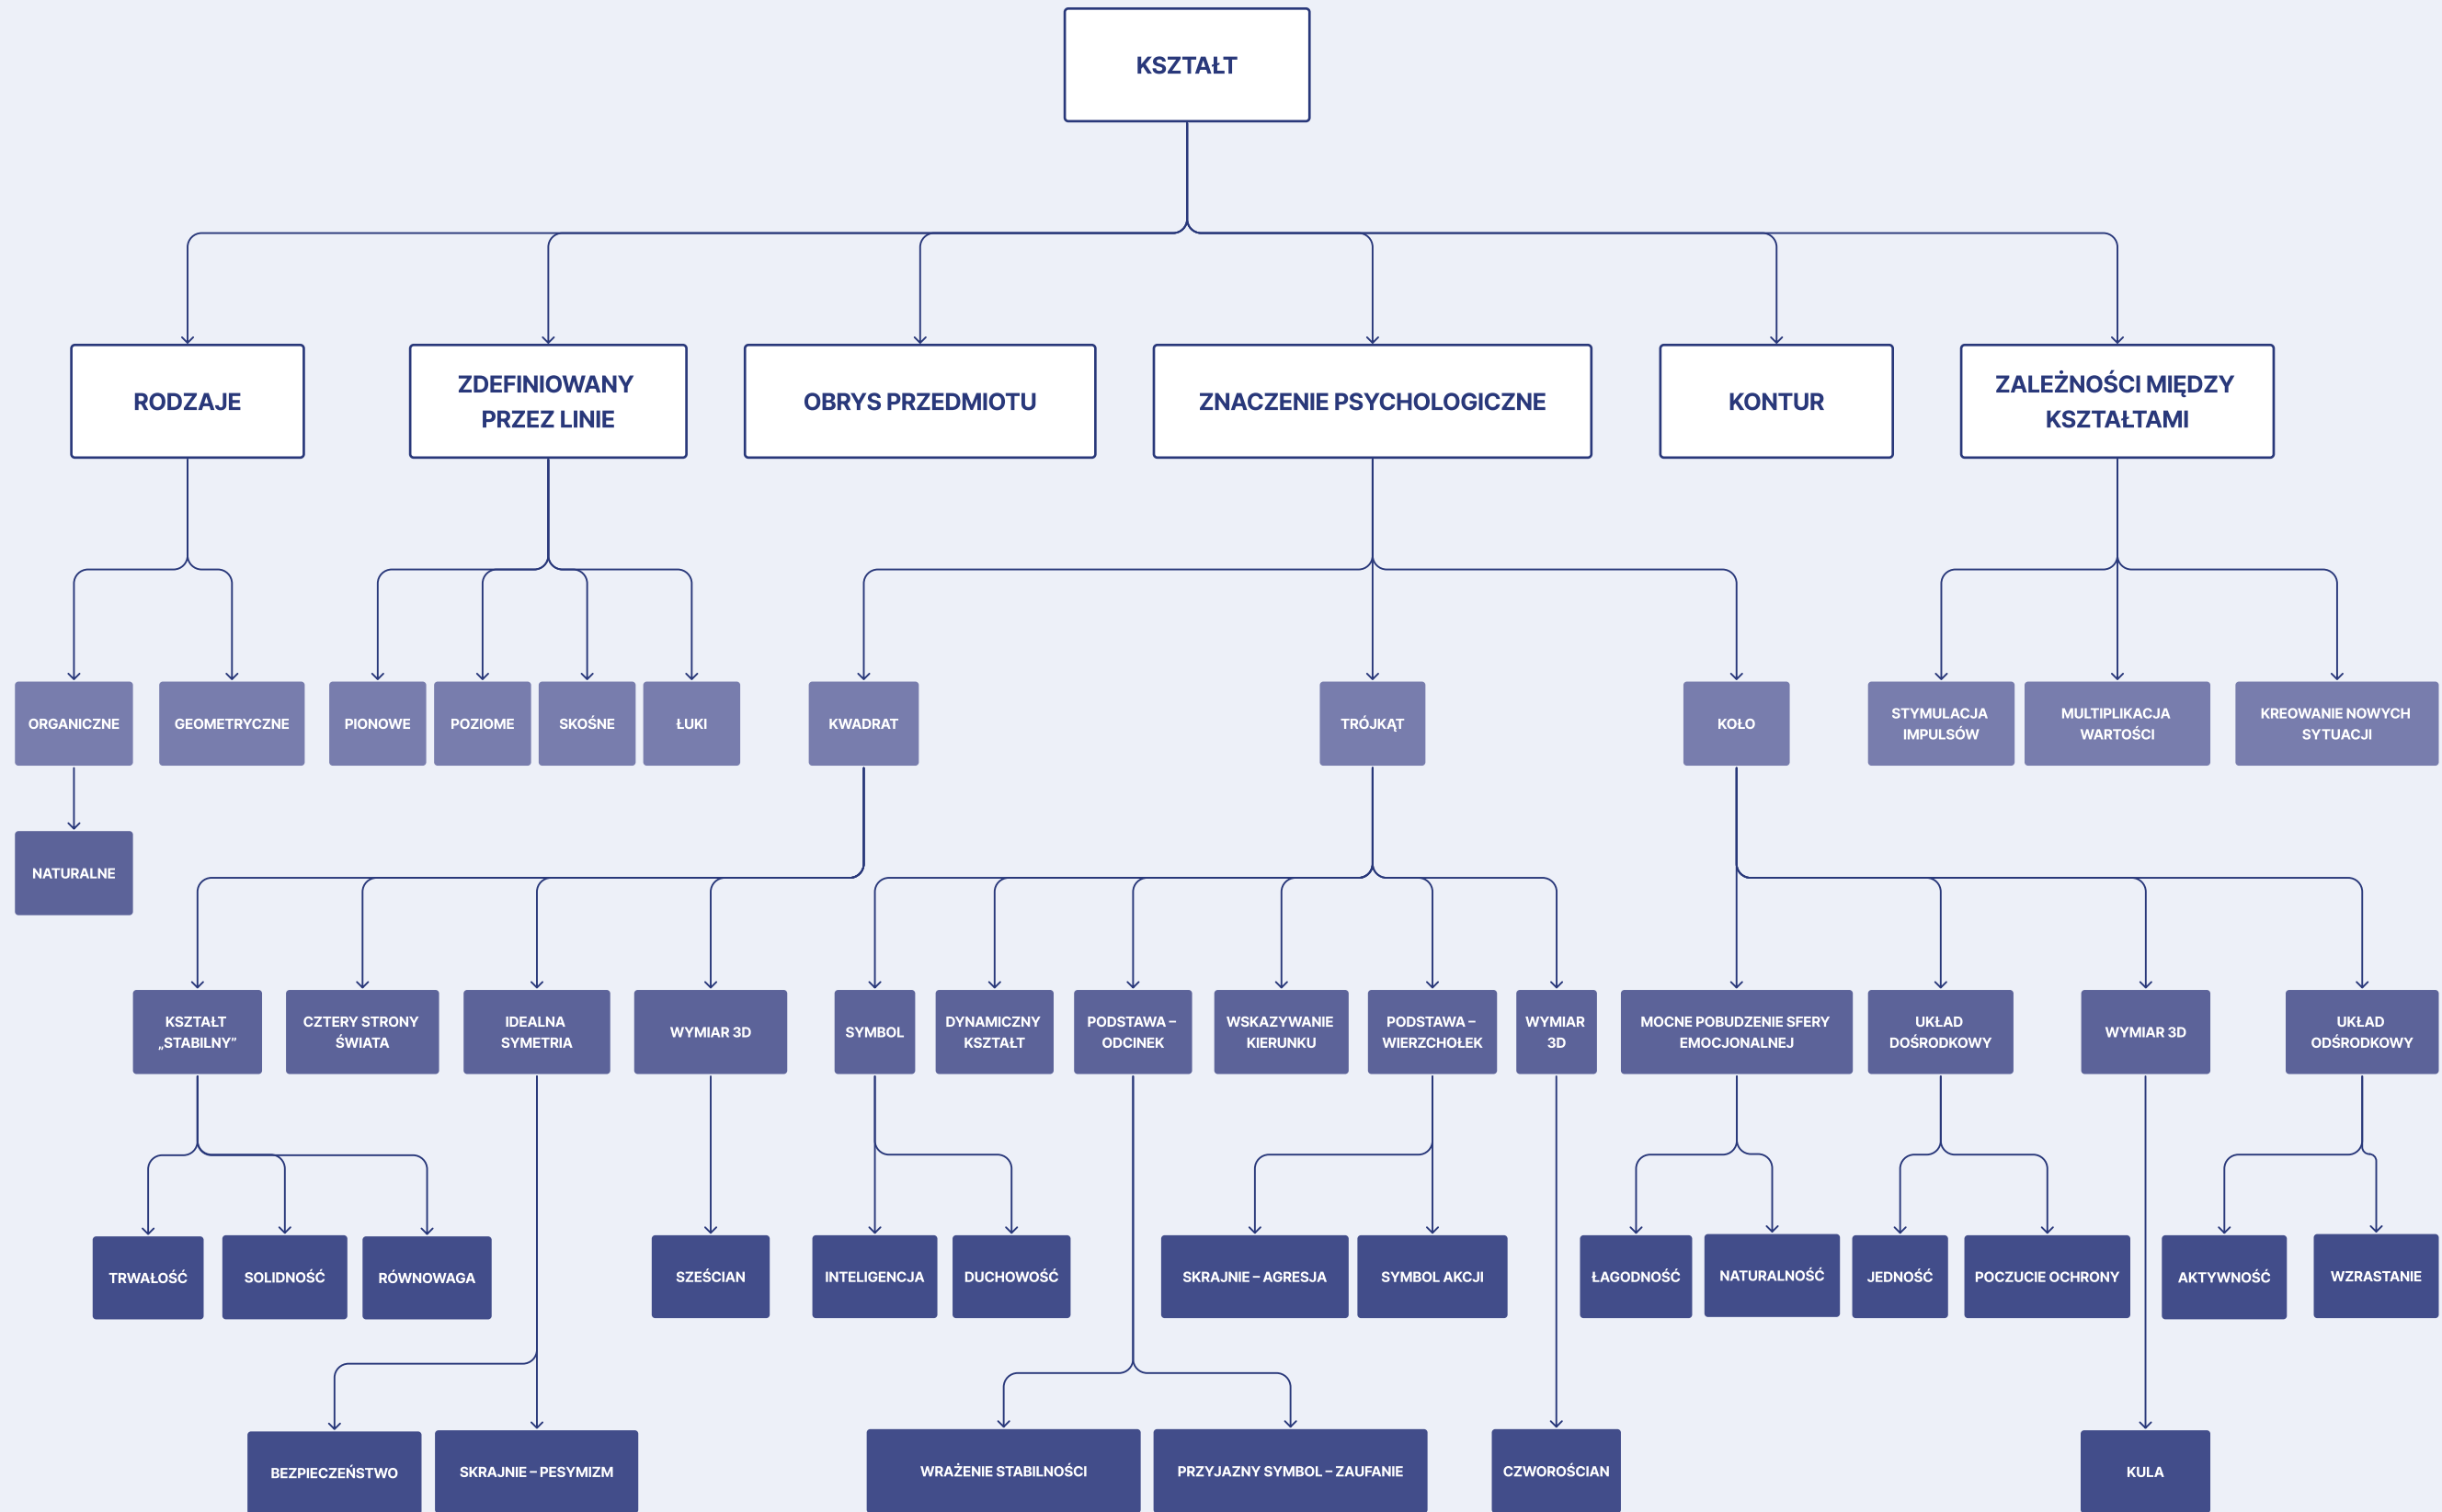 KSZTAŁT
RODZAJE
ZDEFINIOWANY
PRZEZ LINIE
OBRYS PRZEDMIOTU
ZNACZENIE PSYCHOLOGICZNE
KONTUR
ZALEŻNOŚCI MIĘDZY
KSZTAŁTAMI
ORGANICZNE
GEOMETRYCZNE
PIONOWE
POZIOME
SKOŚNE
ŁUKI
KWADRAT
TRÓJKĄT
KOŁO
STYMULACJA
IMPULSÓW
MULTIPLIKACJA
WARTOŚCI
KREOWANIE NOWYCH
SYTUACJI
NATURALNE
KSZTAŁT
„STABILNY”
CZTERY STRONY
ŚWIATA
IDEALNA
SYMETRIA
WYMIAR 3D
SYMBOL
DYNAMICZNY
KSZTAŁT
PODSTAWA –
ODCINEK
WSKAZYWANIE
KIERUNKU
PODSTAWA –
WIERZCHOŁEK
WYMIAR
3D
MOCNE POBUDZENIE SFERY
EMOCJONALNEJ
UKŁAD
DOŚRODKOWY
WYMIAR 3D
UKŁAD
ODŚRODKOWY
TRWAŁOŚĆ
SOLIDNOŚĆ
RÓWNOWAGA
SZEŚCIAN
INTELIGENCJA
DUCHOWOŚĆ
SKRAJNIE – AGRESJA
SYMBOL AKCJI
ŁAGODNOŚĆ
NATURALNOŚĆ
JEDNOŚĆ
POCZUCIE OCHRONY
AKTYWNOŚĆ
WZRASTANIE
BEZPIECZEŃSTWO
SKRAJNIE – PESYMIZM
WRAŻENIE STABILNOŚCI
PRZYJAZNY SYMBOL – ZAUFANIE
CZWOROŚCIAN
KULA